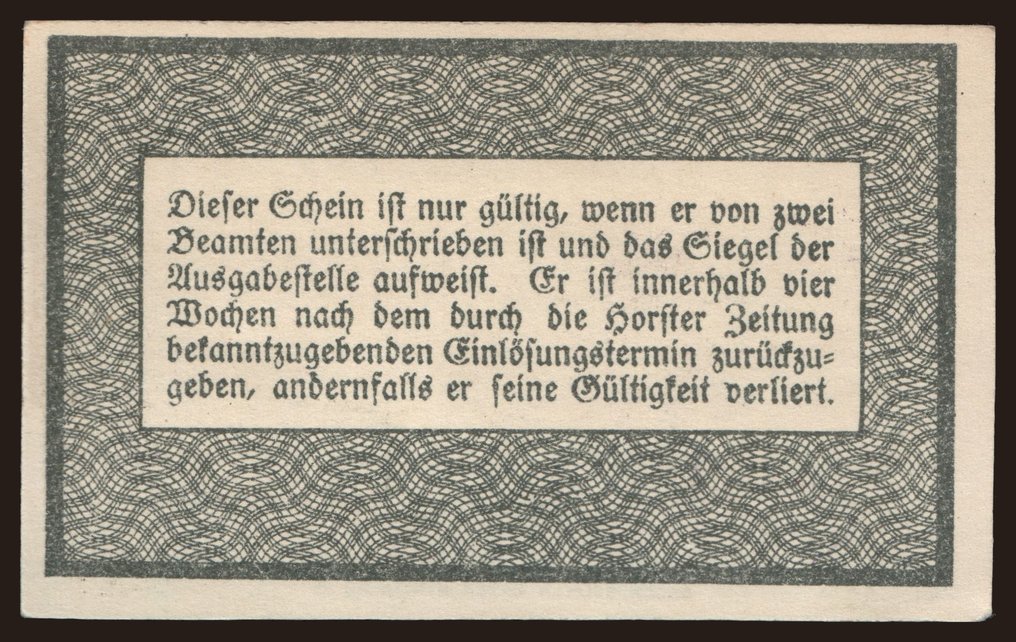 Dieser Schein ist nur gültig, wenn er von zwei
Beamten unterschrieben ist und das Siegel der
Ausgabestelle aufweist. Er ist innerhalb vier
Wochen nach dem durch die Horster Zeitung
bekanntzugebenden Einlösungstermin zurückzu-
geben, andernfalls er seine Gültigkeit verliert.